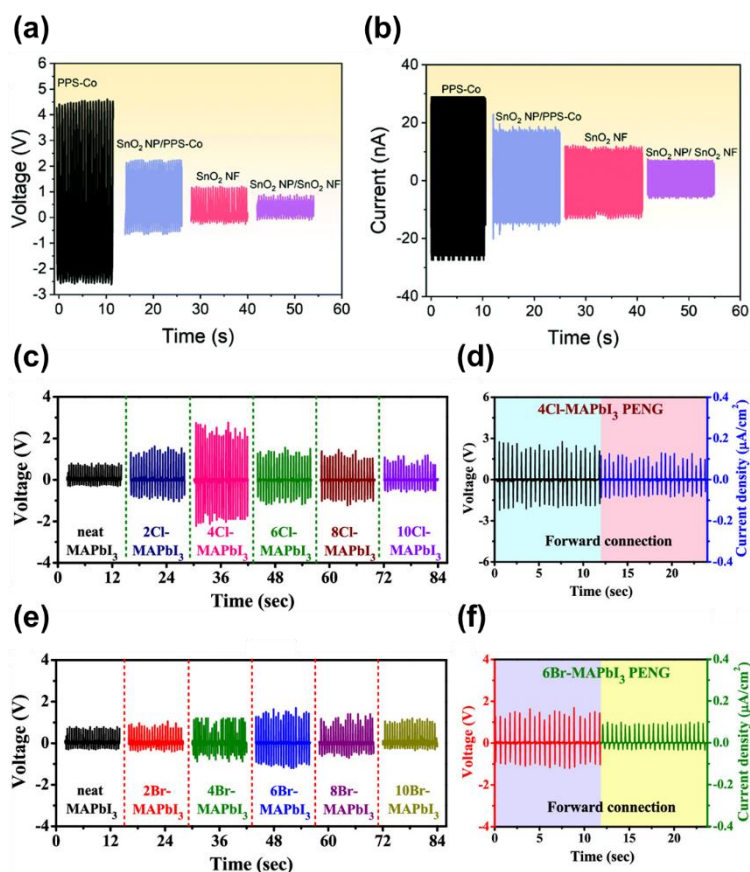 (a)
6
5
4
3
2
1
0
-1
-2
-3
Voltage (V)
PPS-Co
SnO₂ NP/PPS-Co
SnO₂ NF
SnO₂ NP/SnO₂ NF
0 10 20 30 40 50 60
Time (s)
(b)
40
20
0
-20
-40
Current (nA)
PPS-Co
SnO₂ NP/PPS-Co
SnO₂ NF
SnO₂ NP/ SnO₂ NF
0 10 20 30 40 50 60
Time (s)
(c)
4
2
0
-2
-4
Voltage (V)
neat 2Cl- 4Cl- 6Cl- 8Cl- 10Cl-
MAPbI₃ MAPbI₃ MAPbI₃ MAPbI₃ MAPbI₃ MAPbI₃
0 12 24 36 48 60 72 84
Time (sec)
(d)
6
3
0
-3
-6
Voltage (V)
4Cl-MAPbI₃ PENG
Forward connection
0.4
0.2
0.0
-0.2
-0.4
Current density (μA/cm²)
0 5 10 15 20
Time (sec)
(e)
4
2
0
-2
-4
Voltage (V)
neat 2Br- 4Br- 6Br- 8Br- 10Br-
MAPbI₃ MAPbI₃ MAPbI₃ MAPbI₃ MAPbI₃ MAPbI₃
0 12 24 36 48 60 72 84
Time (sec)
(f)
4
2
0
-2
-4
Voltage (V)
6Br-MAPbI₃ PENG
Forward connection
0.4
0.2
0.0
-0.2
-0.4
Current density (μA/cm²)
0 5 10 15 20
Time (sec)